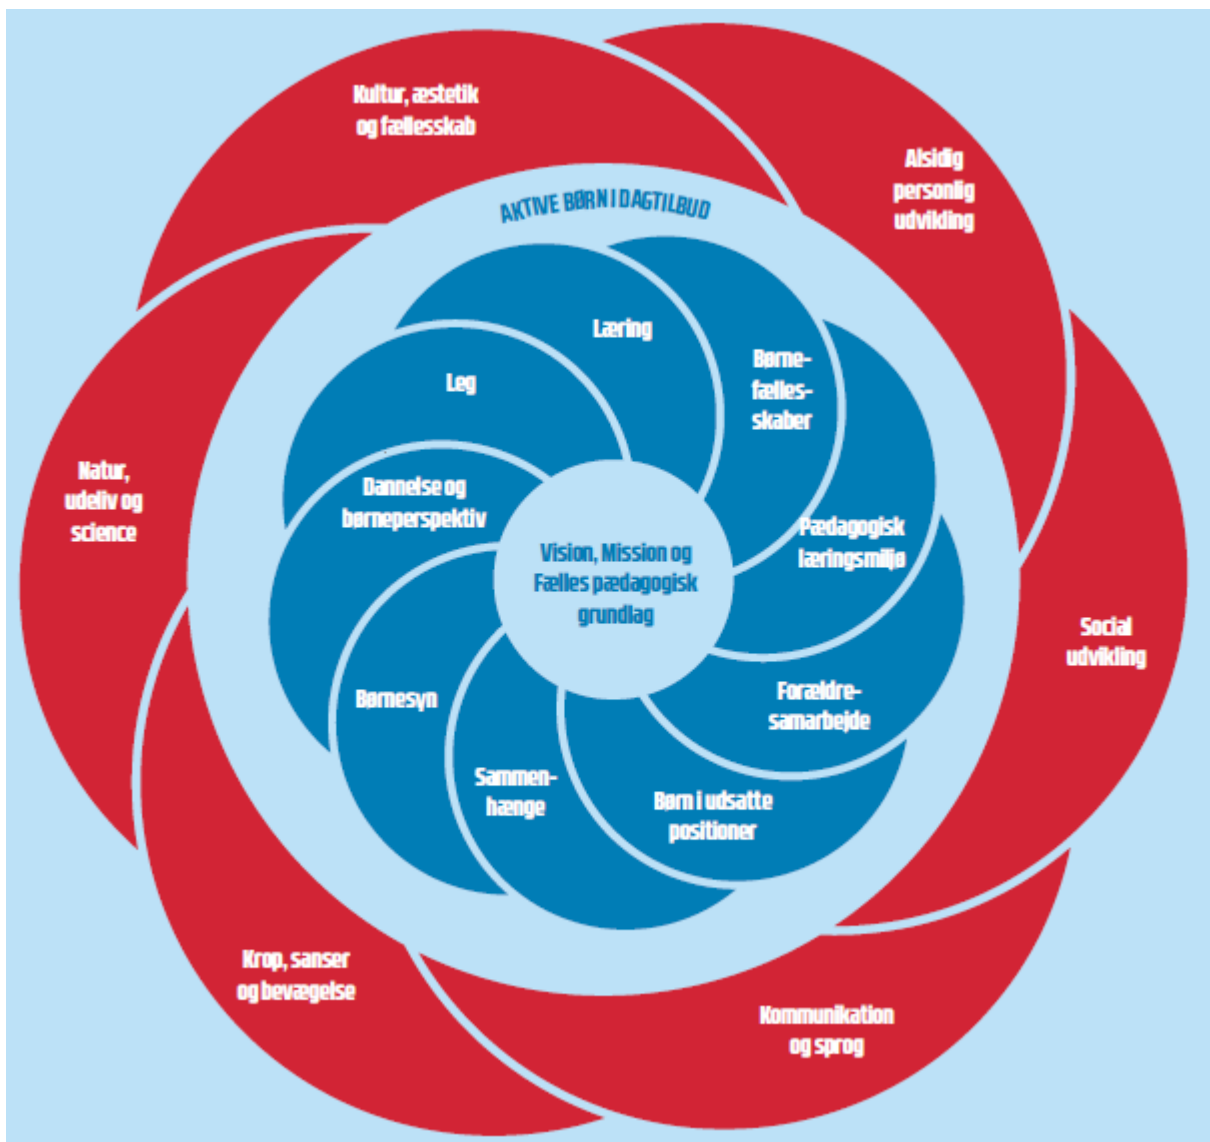 Kultur, æstetik
og fællesskab
Alsidig
personlig
udvikling
AKTIVE BØRN I DAGTILBUD
Læring
Børne-
fælles-
skaber
Leg
Natur,
udeliv og
science
Dannelse og
børneperspektiv
Pædagogisk
læringsmiljø
Vision, Mission og
Fælles pædagogisk
grundlag
Social
udvikling
Børnesyn
Forældre-
samarbejde
Sammen-
hænge
Børn i udsatte
positioner
Krop, sanser
og bevægelse
Kommunikation
og sprog